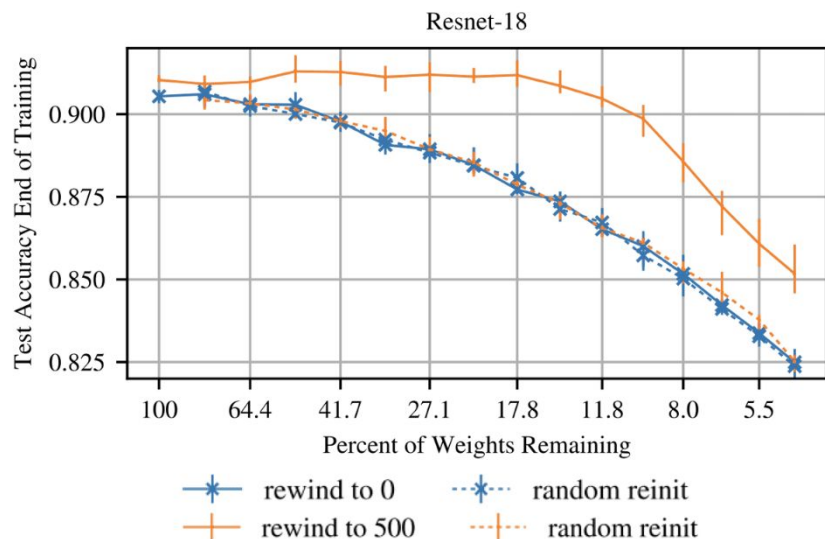 Resnet-18
Test Accuracy End of Training
0.900
0.875
0.850
0.825
100 64.4 41.7 27.1 17.8 11.8 8.0 5.5
Percent of Weights Remaining
rewind to 0 random reinit
rewind to 500 random reinit